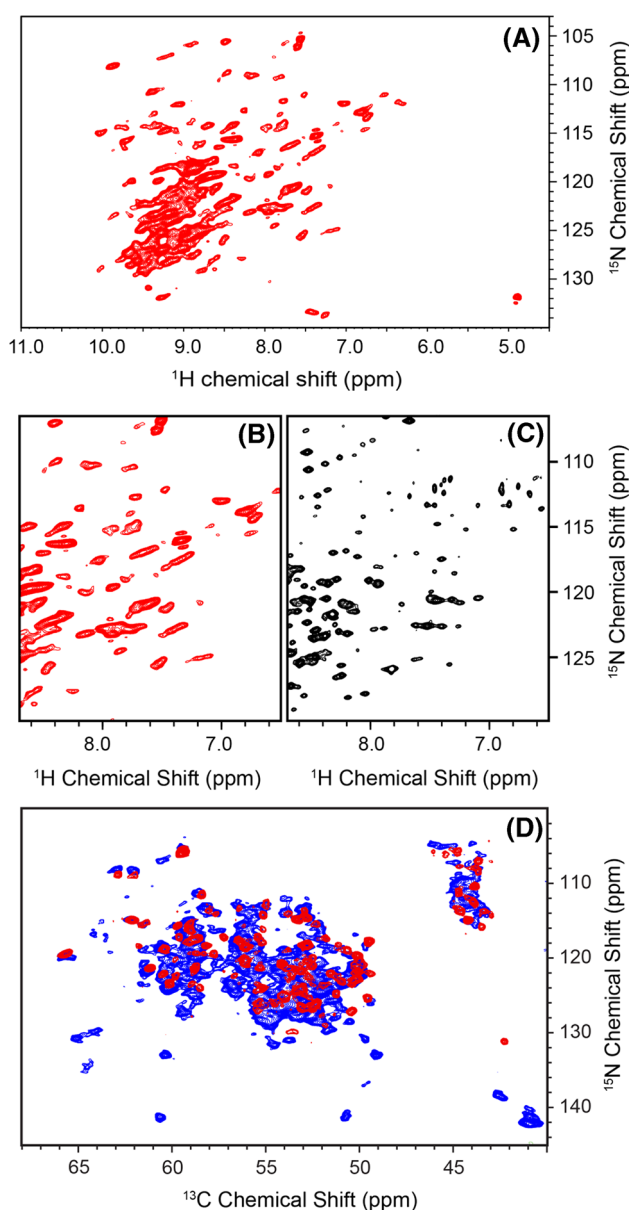 (A)
105
110
115
120
125
130
¹⁵N Chemical Shift (ppm)
11.0 10.0 9.0 8.0 7.0 6.0 5.0
¹H chemical shift (ppm)
(B) (C)
110
115
120
125
¹⁵N Chemical Shift (ppm)
8.0 7.0 8.0 7.0
¹H Chemical Shift (ppm) ¹H Chemical Shift (ppm)
(D)
110
120
130
140
¹⁵N Chemical Shift (ppm)
65 60 55 50 45
¹³C Chemical Shift (ppm)